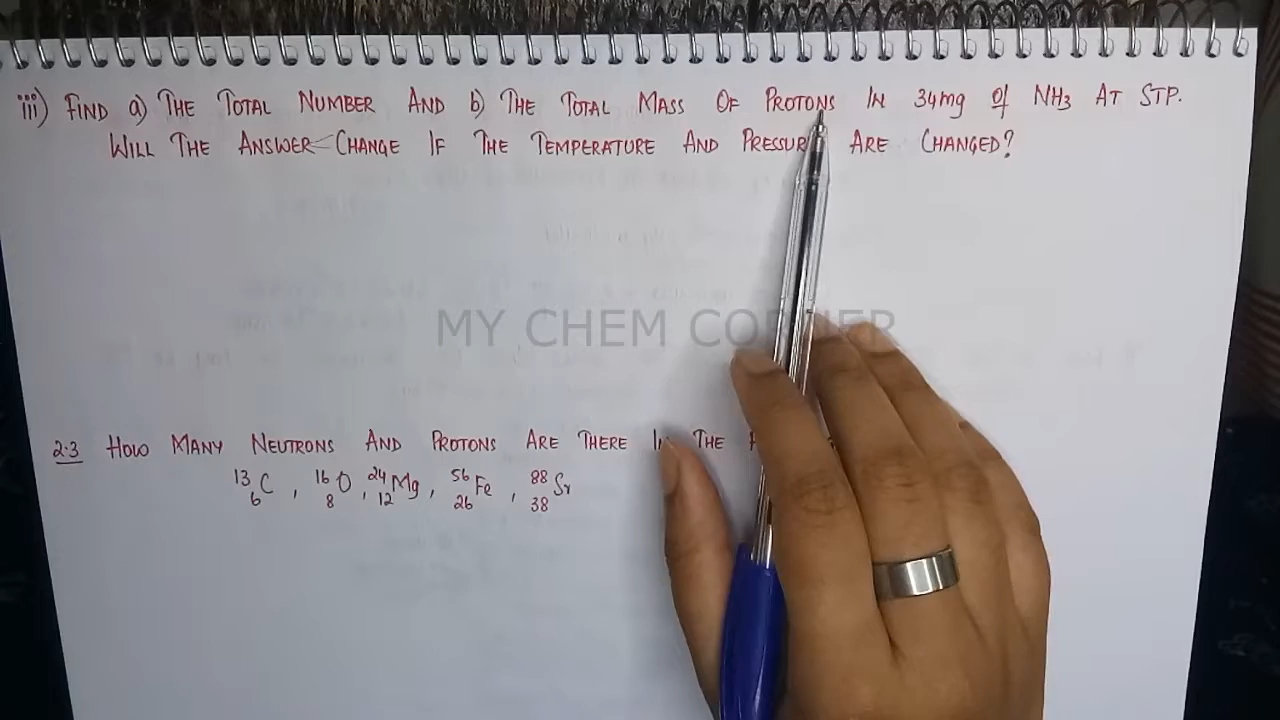 iii) FIND a) THE TOTAL NUMBER AND b) THE TOTAL MASS OF PROTONS IN 34mg of NH3 AT STP.
WILL THE ANSWER CHANGE IF THE TEMPERATURE AND PRESSUR ARE CHANGED?
MY CHEM CORNER
2.3 HOW MANY NEUTRONS AND PROTONS ARE THERE IN THE
13 6 C , 16 8 O , 24 12 Mg , 56 26 Fe , 88 38 Sr